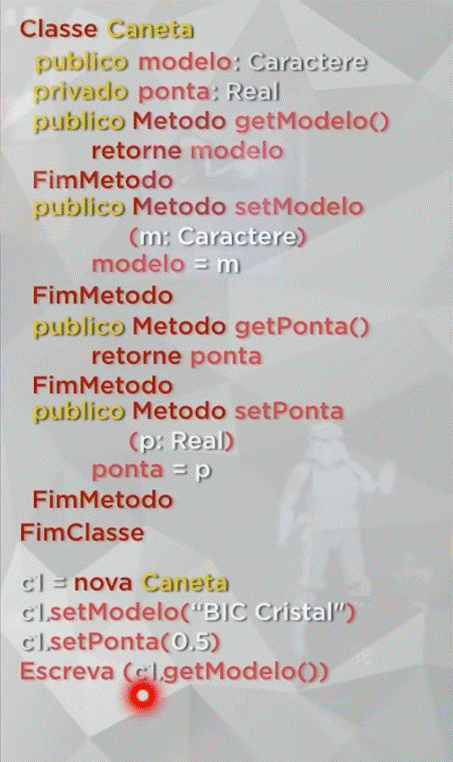 Classe Caneta
publico modelo: Caractere
privado ponta: Real
publico Metodo getModelo()
retorne modelo
FimMetodo
publico Metodo setModelo
(m: Caractere)
modelo = m
FimMetodo
publico Metodo getPonta()
retorne ponta
FimMetodo
publico Metodo setPonta
(p: Real)
ponta = p
FimMetodo
FimClasse
c1 = nova Caneta
c1.setModelo("BIC Cristal")
c1.setPonta(0.5)
Escreva (c1.getModelo())